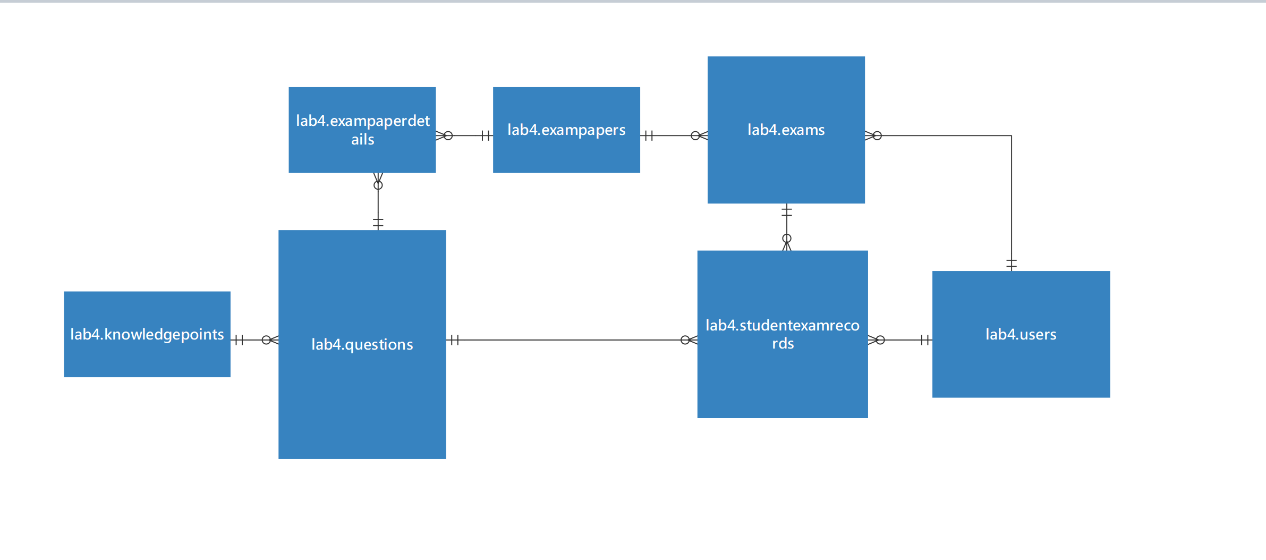 lab4.exampaperdet
ails
lab4.exampapers
lab4.exams
lab4.knowledgepoints
lab4.questions
lab4.studentexamreco
rds
lab4.users